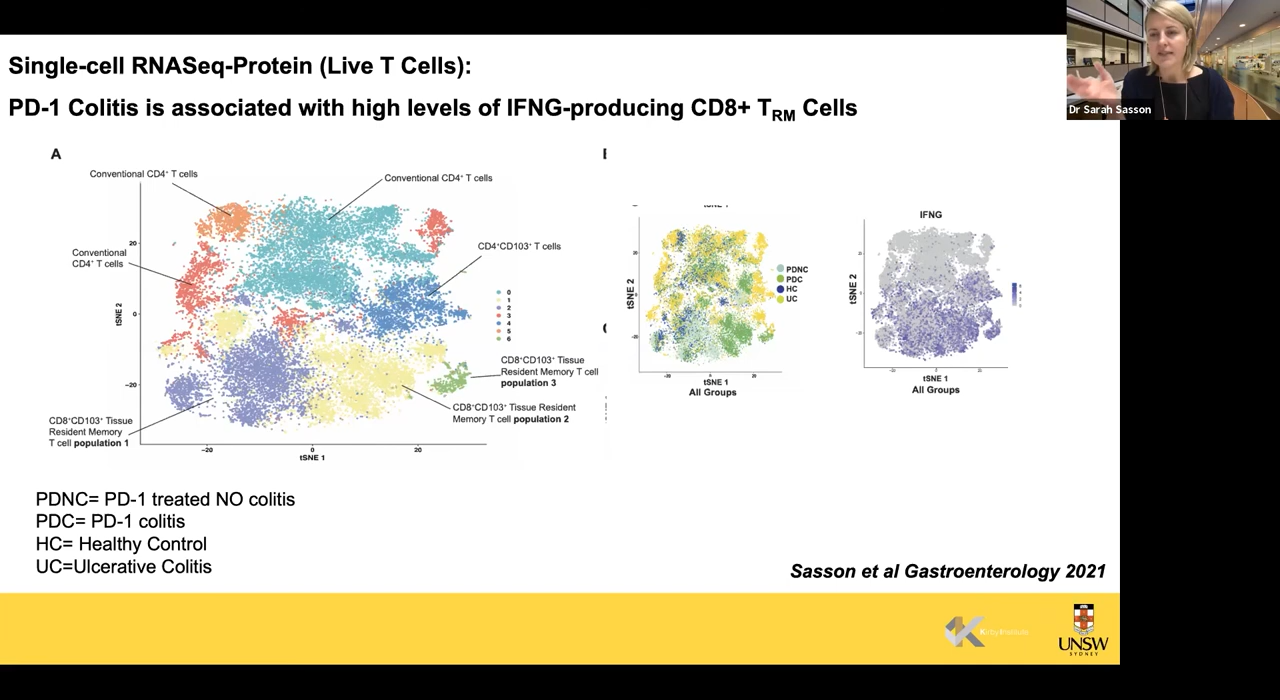 Single-cell RNASeq-Protein (Live T Cells):
PD-1 Colitis is associated with high levels of IFNG-producing CD8+ TRM Cells
Dr Sarah Sasson
A
Conventional CD4+ T cells
Conventional CD4+ T cells
Conventional
CD4+ T cells
CD4+CD103+ T cells
20
0
−20
tSNE 2
0
1
2
3
4
5
6
CD8+CD103+ Tissue
Resident Memory T cell
population 3
CD8+CD103+ Tissue Resident
Memory T cell population 2
CD8+CD103+ Tissue
Resident Memory
T cell population 1
−20
0
20
tSNE 1
tSNE 2
PDNC
PDC
HC
UC
tSNE 1
All Groups
IFNG
tSNE 2
tSNE 1
All Groups
PDNC= PD-1 treated NO colitis
PDC= PD-1 colitis
HC= Healthy Control
UC=Ulcerative Colitis
Sasson et al Gastroenterology 2021
Kirby Institute
UNSW
SYDNEY